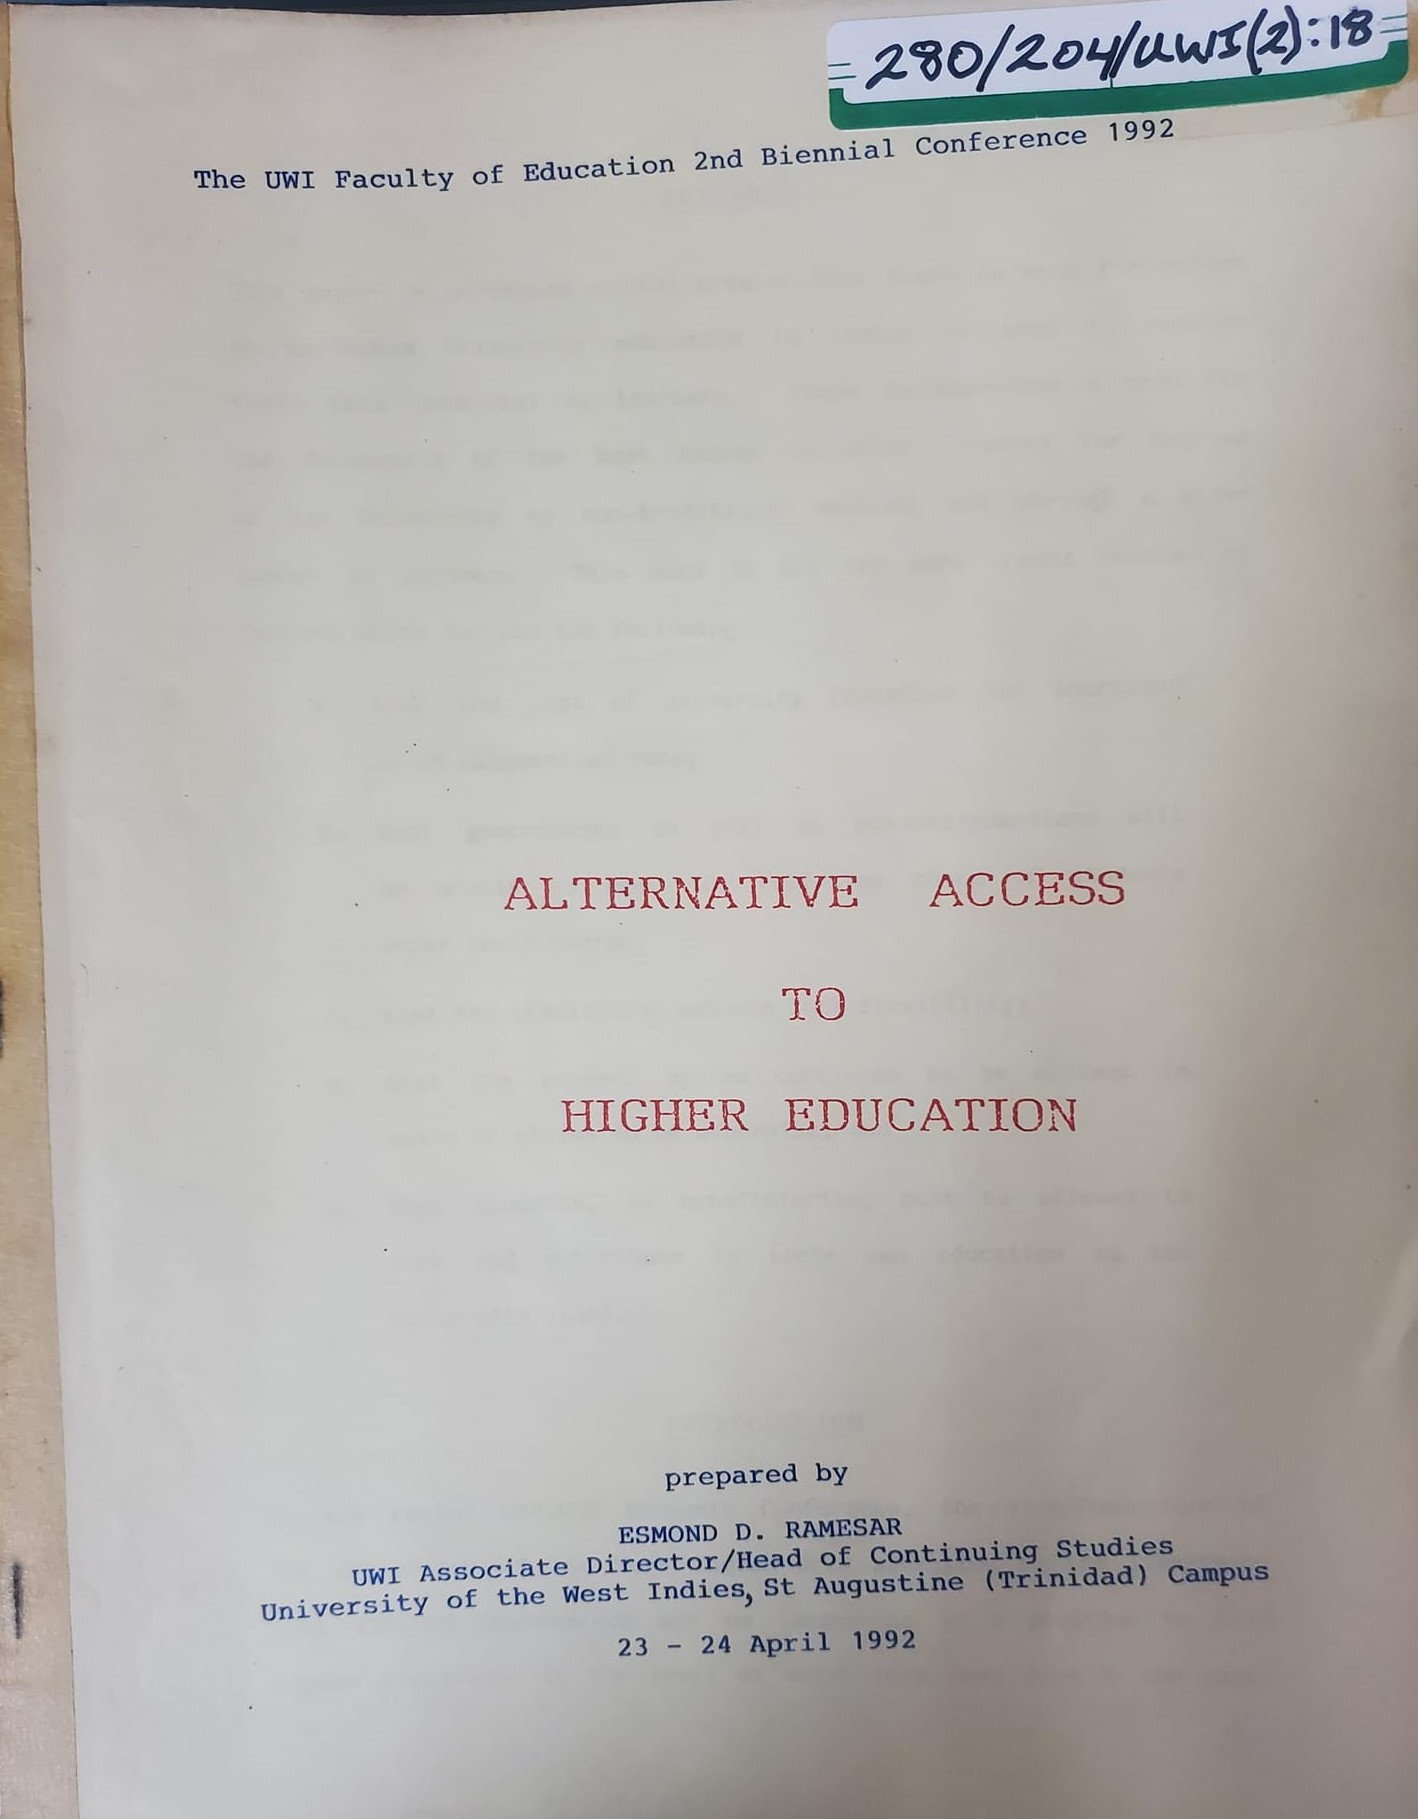 280/204/UWI(2):18
The UWI Faculty of Education 2nd Biennial Conference 1992
ALTERNATIVE ACCESS
TO
HIGHER EDUCATION
prepared by
ESMOND D. RAMESAR
UWI Associate Director/Head of Continuing Studies
University of the West Indies, St Augustine (Trinidad) Campus
23 - 24 April 1992